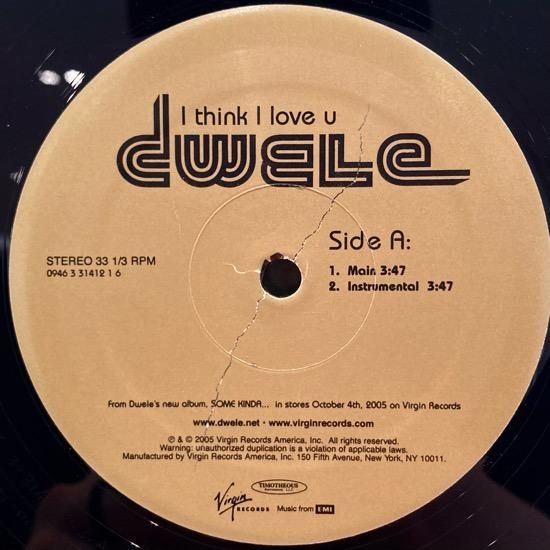 I think I love u
dwele
Side A:
STEREO 33 1/3 RPM
0946 3 31412 1 6
1. Main 3:47
2. Instrumental 3:47
From Dwele's new album, SOME KINDA... in stores October 4th, 2005 on Virgin Records
www.dwele.net • www.virginrecords.com
℗ & © 2005 Virgin Records America, Inc. All rights reserved.
Warning: unauthorized duplication is a violation of applicable laws.
Manufactured by Virgin Records America, Inc. 150 Fifth Avenue, New York, NY 10011.
TIMOTHEOUS
Virgin RECORDS Music from EMI